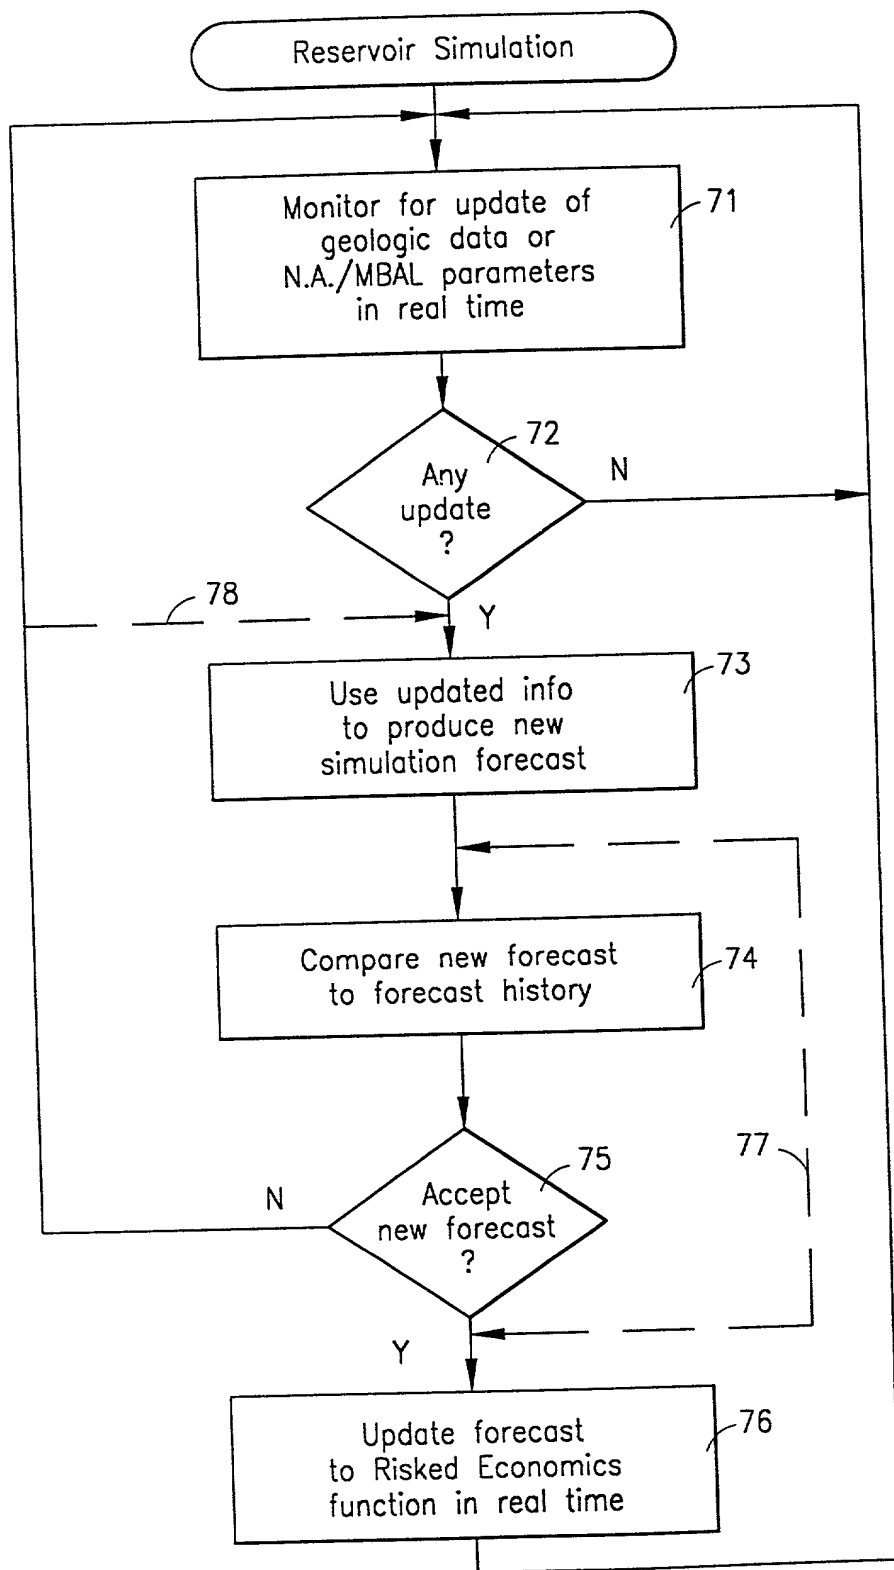 Reservoir Simulation
Monitor for update of
geologic data or
N.A./MBAL parameters
in real time
71
72
Any
update
?
N
78
Y
Use updated info
to produce new
simulation forecast
73
Compare new forecast
to forecast history
74
77
75
Accept
new forecast
?
N
Y
Update forecast
to Risked Economics
function in real time
76